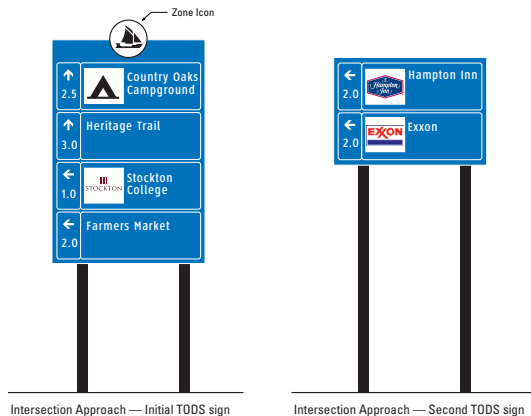 Zone Icon
2.5
Country Oaks
Campground
3.0
Heritage Trail
1.0
STOCKTON
Stockton
College
2.0
Farmers Market
Intersection Approach — Initial TODS sign
2.0
Hampton
Inn
Hampton Inn
2.0
EXXON
Exxon
Intersection Approach — Second TODS sign